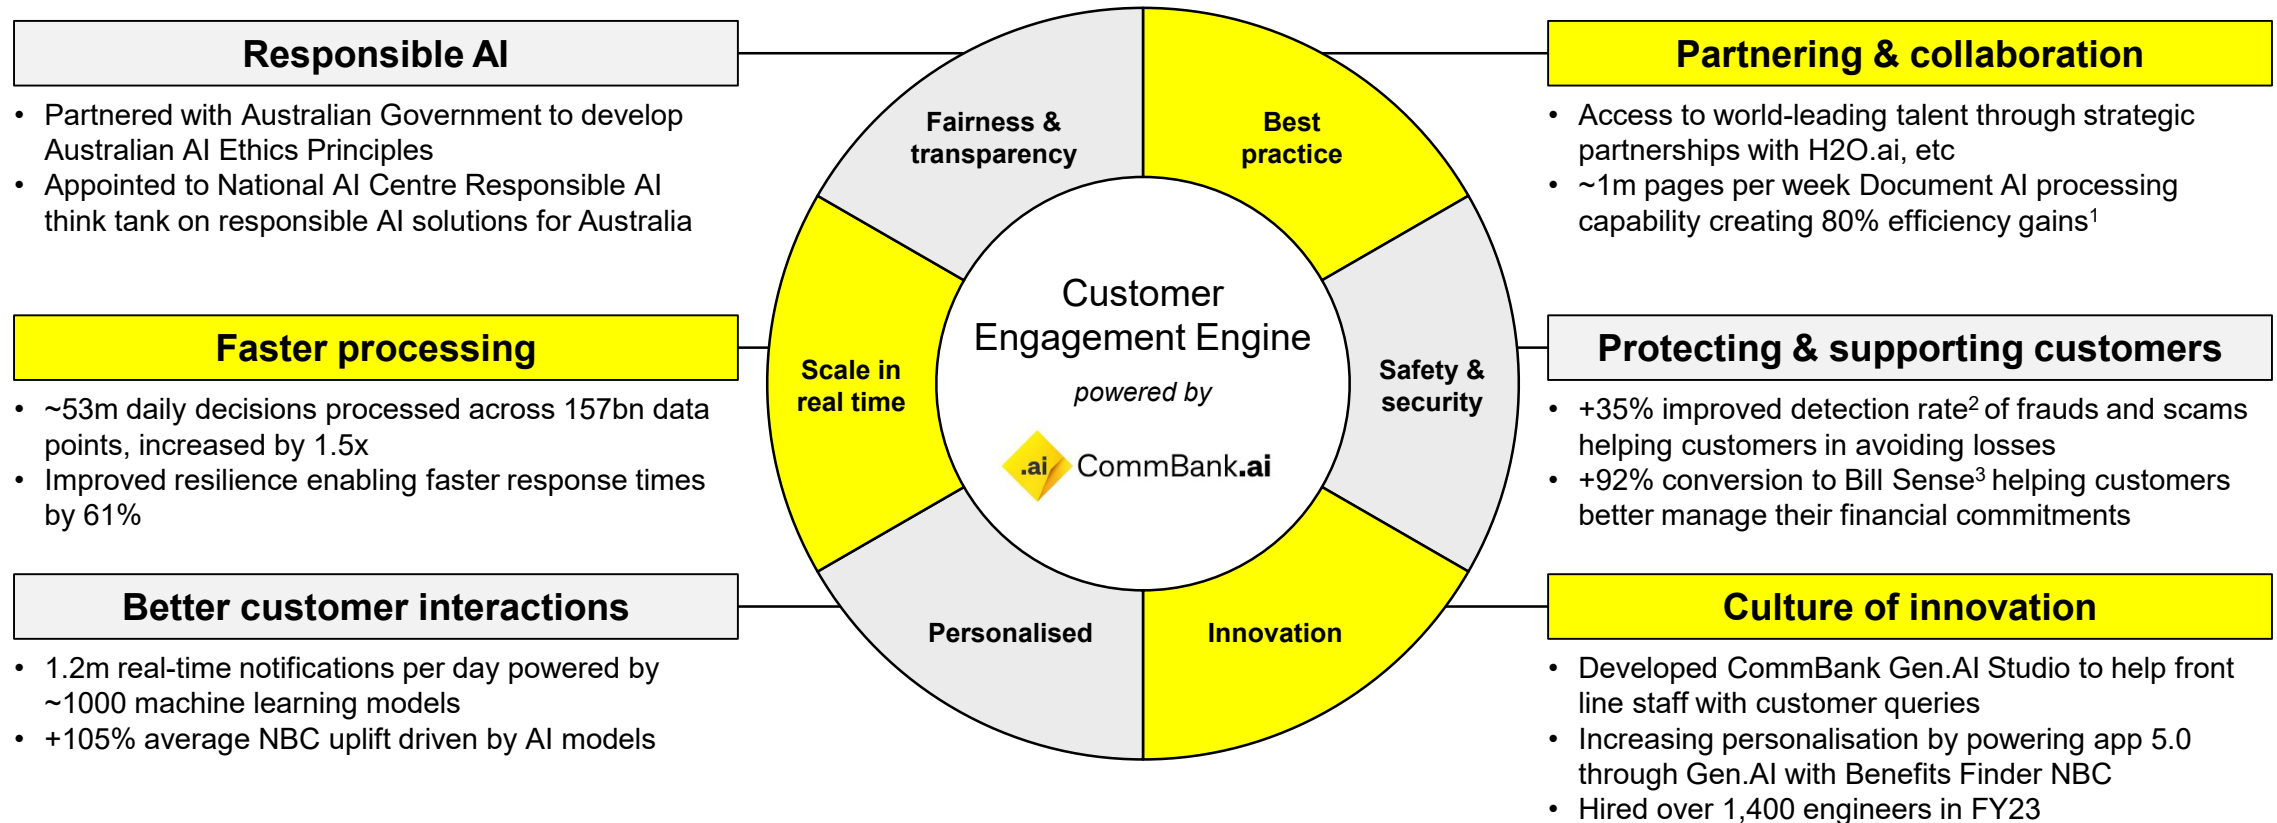 Responsible AI
• Partnered with Australian Government to develop
Australian AI Ethics Principles
• Appointed to National AI Centre Responsible AI
think tank on responsible AI solutions for Australia
Faster processing
• ~53m daily decisions processed across 157bn data
points, increased by 1.5x
• Improved resilience enabling faster response times
by 61%
Better customer interactions
• 1.2m real-time notifications per day powered by
~1000 machine learning models
• +105% average NBC uplift driven by AI models
Fairness &
transparency
Best
practice
Scale in
real time
Safety &
security
Personalised
Innovation
Customer
Engagement Engine
powered by
.ai CommBank.ai
Partnering & collaboration
• Access to world-leading talent through strategic
partnerships with H2O.ai, etc
• ~1m pages per week Document AI processing
capability creating 80% efficiency gains¹
Protecting & supporting customers
• +35% improved detection rate² of frauds and scams
helping customers in avoiding losses
• +92% conversion to Bill Sense³ helping customers
better manage their financial commitments
Culture of innovation
• Developed CommBank Gen.AI Studio to help front
line staff with customer queries
• Increasing personalisation by powering app 5.0
through Gen.AI with Benefits Finder NBC
• Hired over 1,400 engineers in FY23